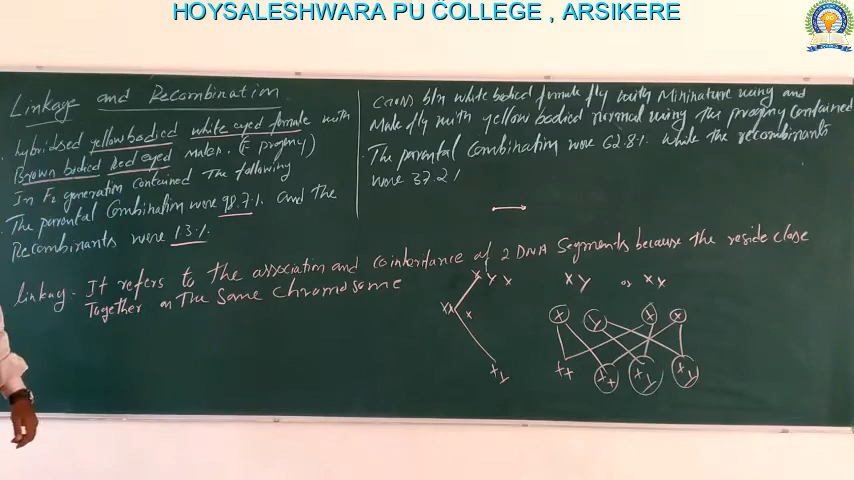 HOYSALESHWARA PU COLLEGE , ARSIKERE
Linkage and Recombination
hybridised yellow bodied white eyed female with
Brown bodied Red eyed males. (F progeny)
In F2 generation contained the following
The parental Combination were 98.7% and the
Recombinants were 1.3%.
cross b/n white bodied female fly with Mininature wing and
Male fly with yellow bodied normal wing the progeny contained
The parental Combination were 62.8% while the recombinants
were 37.2%
linkag - It refers to the association and coinheritance of 2 DNA Segments because the reside close
Together on The Same Chromosome
X Y x
XY or XX
XX x
X Y X X